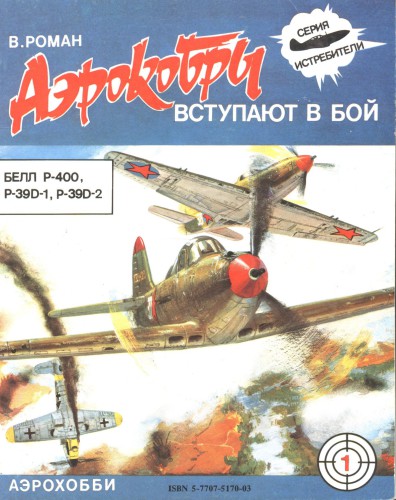 В.РОМАН
СЕРИЯ
ИСТРЕБИТЕЛИ
Аэрокобры
ВСТУПАЮТ В БОЙ
БЕЛЛ Р-400,
Р-39D-1, Р-39D-2
АЭРОХОББИ
ISBN 5-7707-5170-03
1